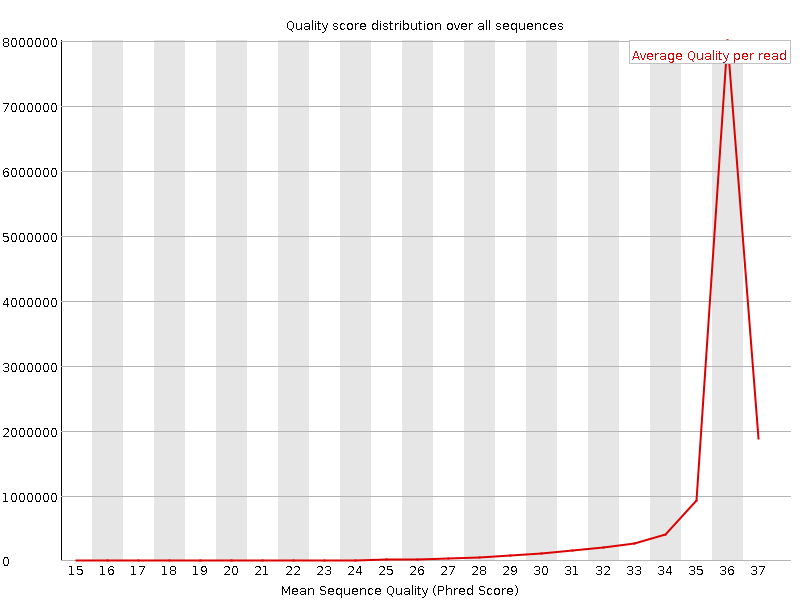 Quality score distribution over all sequences
Average Quality per read
8000000
7000000
6000000
5000000
4000000
3000000
2000000
1000000
0
15 16 17 18 19 20 21 22 23 24 25 26 27 28 29 30 31 32 33 34 35 36 37
Mean Sequence Quality (Phred Score)